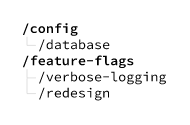 /config
/database
/feature-flags
/verbose-logging
/redesign